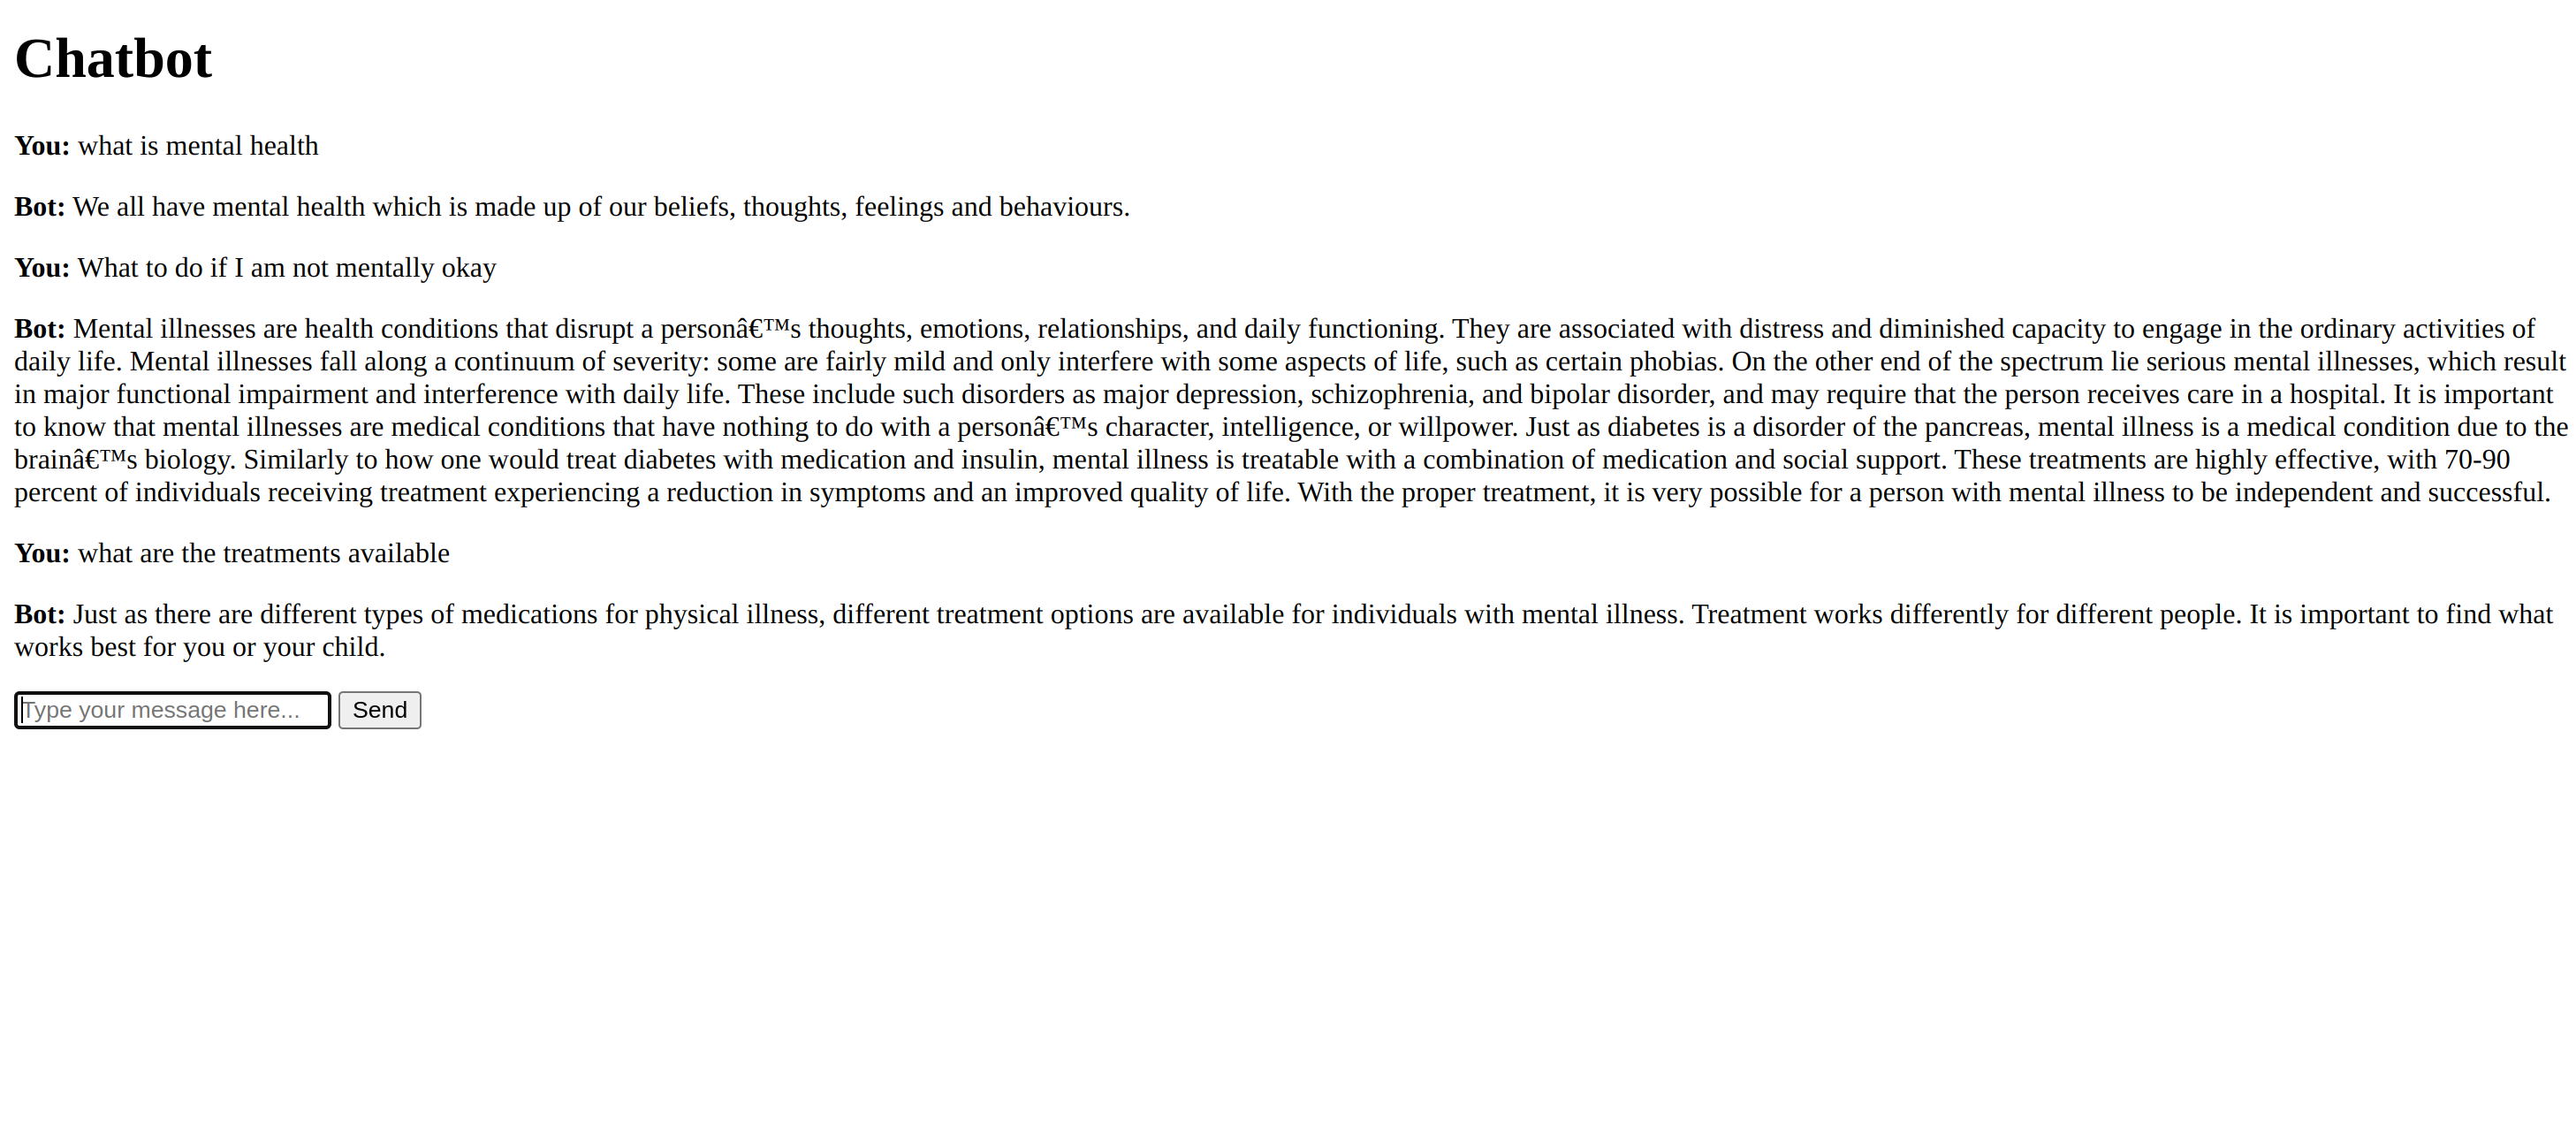 Chatbot
You: what is mental health
Bot: We all have mental health which is made up of our beliefs, thoughts, feelings and behaviours.
You: What to do if I am not mentally okay
Bot: Mental illnesses are health conditions that disrupt a personâ€™s thoughts, emotions, relationships, and daily functioning. They are associated with distress and diminished capacity to engage in the ordinary activities of
daily life. Mental illnesses fall along a continuum of severity: some are fairly mild and only interfere with some aspects of life, such as certain phobias. On the other end of the spectrum lie serious mental illnesses, which result
in major functional impairment and interference with daily life. These include such disorders as major depression, schizophrenia, and bipolar disorder, and may require that the person receives care in a hospital. It is important
to know that mental illnesses are medical conditions that have nothing to do with a personâ€™s character, intelligence, or willpower. Just as diabetes is a disorder of the pancreas, mental illness is a medical condition due to the
brainâ€™s biology. Similarly to how one would treat diabetes with medication and insulin, mental illness is treatable with a combination of medication and social support. These treatments are highly effective, with 70-90
percent of individuals receiving treatment experiencing a reduction in symptoms and an improved quality of life. With the proper treatment, it is very possible for a person with mental illness to be independent and successful.
You: what are the treatments available
Bot: Just as there are different types of medications for physical illness, different treatment options are available for individuals with mental illness. Treatment works differently for different people. It is important to find what
works best for you or your child.
Type your message here... Send